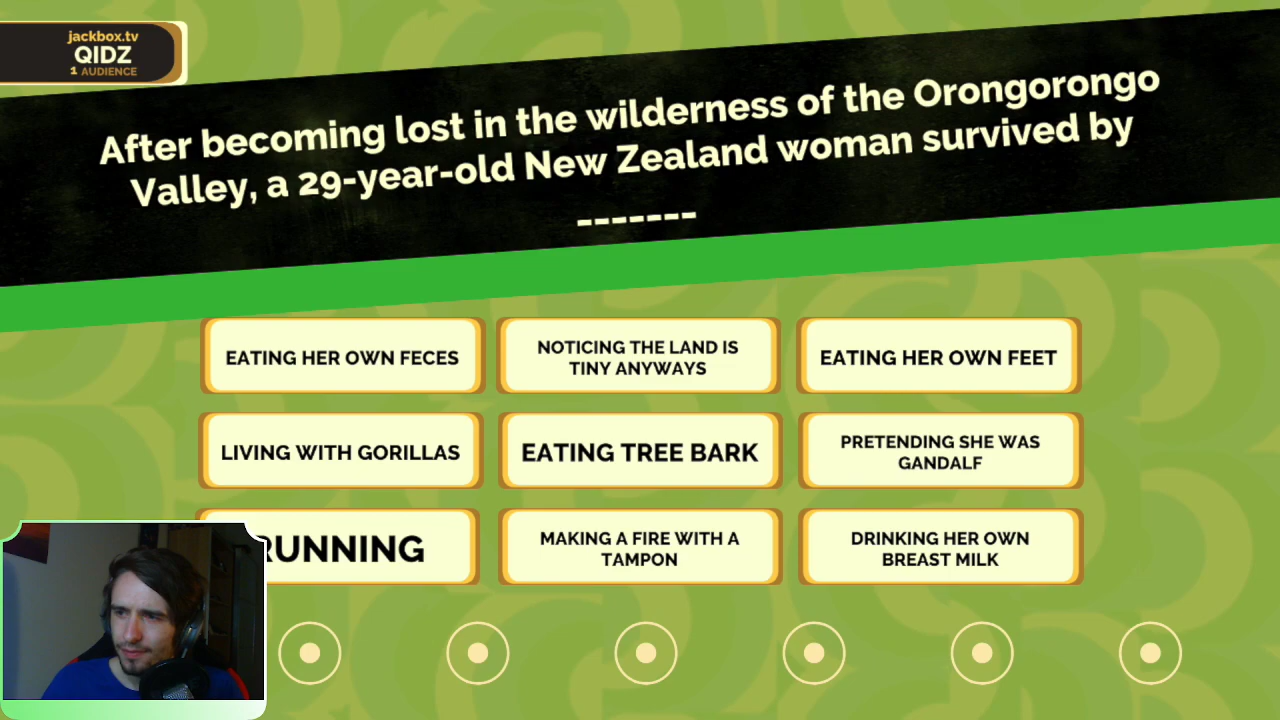 jackbox.tv
QIDZ
1 AUDIENCE
After becoming lost in the wilderness of the Orongorongo
Valley, a 29-year-old New Zealand woman survived by
_______
EATING HER OWN FECES
NOTICING THE LAND IS
TINY ANYWAYS
EATING HER OWN FEET
LIVING WITH GORILLAS
EATING TREE BARK
PRETENDING SHE WAS
GANDALF
RUNNING
MAKING A FIRE WITH A
TAMPON
DRINKING HER OWN
BREAST MILK